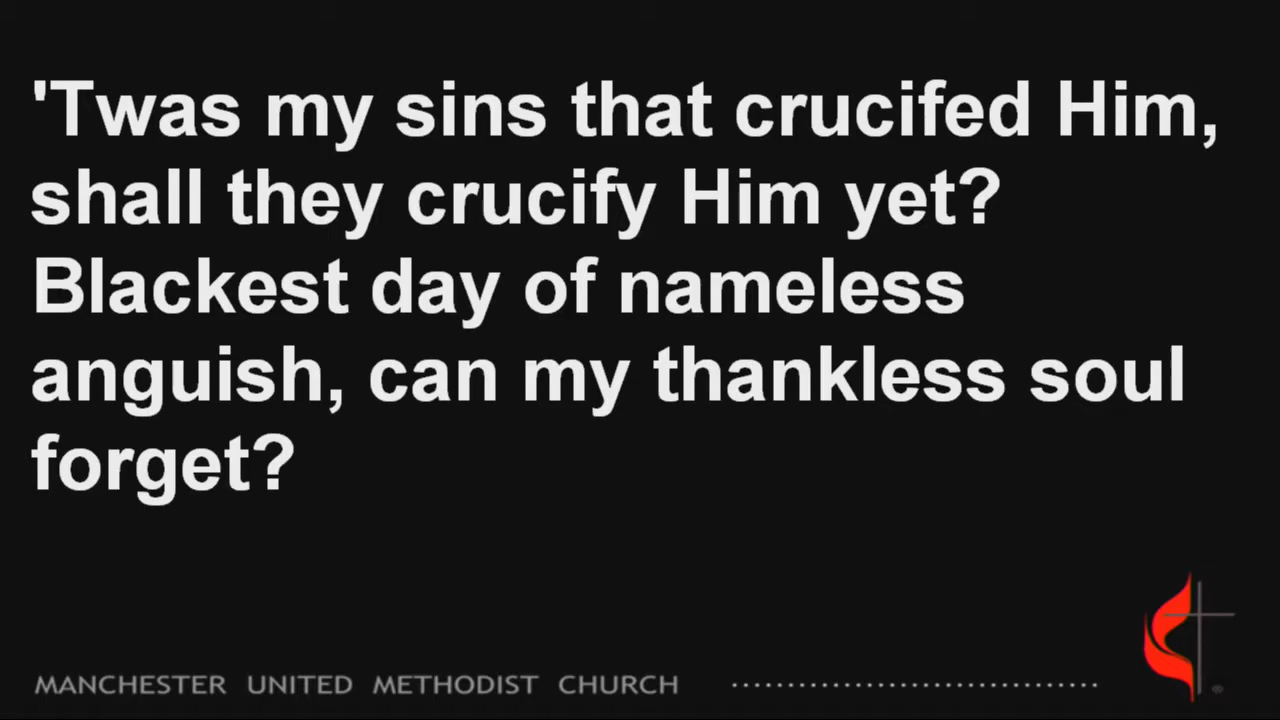 'Twas my sins that crucifed Him,
shall they crucify Him yet?
Blackest day of nameless
anguish, can my thankless soul
forget?
MANCHESTER UNITED METHODIST CHURCH
®